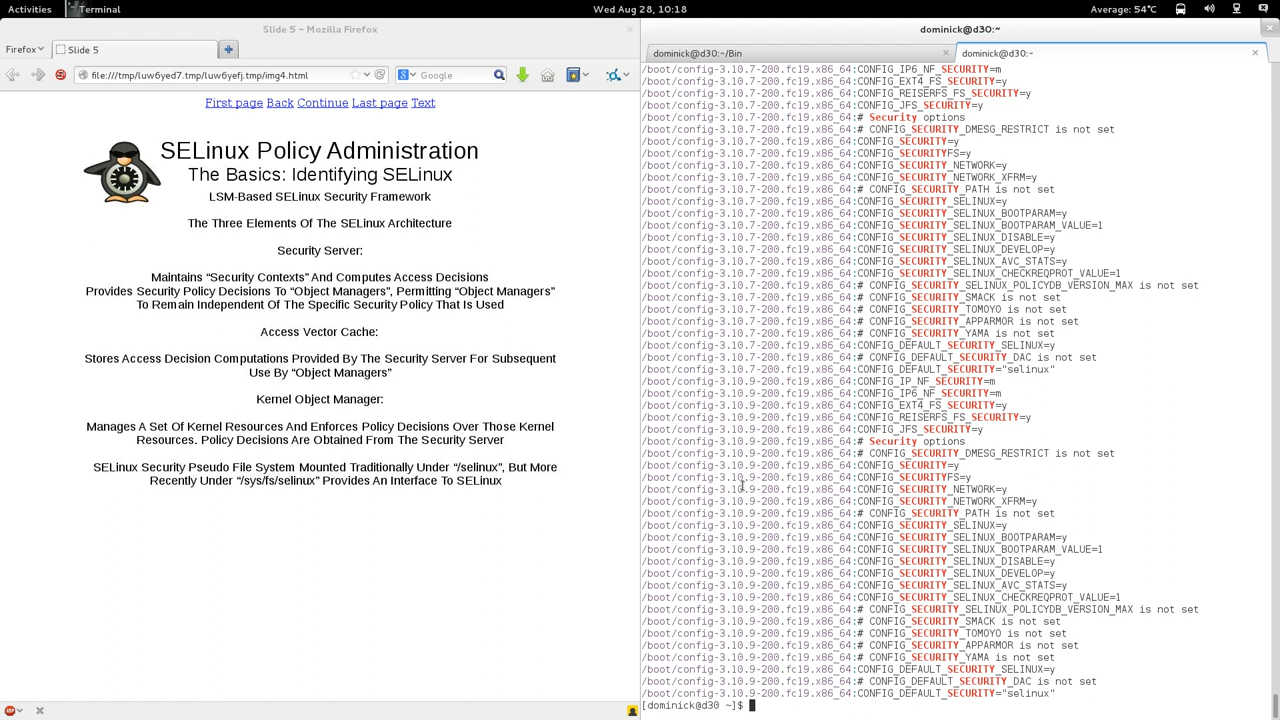 Activities
Terminal
Wed Aug 28, 10:18
Average: 54°C
Slide 5 – Mozilla Firefox
Firefox
Slide 5
file:///tmp/luw6yed7.tmp/luw6yefj.tmp/img4.html
Google
First page Back Continue Last page Text
SELinux Policy Administration
The Basics: Identifying SELinux
LSM-Based SELinux Security Framework
The Three Elements Of The SELinux Architecture
Security Server:
Maintains “Security Contexts” And Computes Access Decisions
Provides Security Policy Decisions To “Object Managers”, Permitting “Object Managers”
To Remain Independent Of The Specific Security Policy That Is Used
Access Vector Cache:
Stores Access Decision Computations Provided By The Security Server For Subsequent
Use By “Object Managers”
Kernel Object Manager:
Manages A Set Of Kernel Resources And Enforces Policy Decisions Over Those Kernel
Resources. Policy Decisions Are Obtained From The Security Server
SELinux Security Pseudo File System Mounted Traditionally Under “/selinux”, But More
Recently Under “/sys/fs/selinux” Provides An Interface To SELinux
ABP
dominick@d30:~
dominick@d30:~/Bin
dominick@d30:~
/boot/config-3.10.7-200.fc19.x86_64:CONFIG_IP6_NF_SECURITY=m
/boot/config-3.10.7-200.fc19.x86_64:CONFIG_EXT4_FS_SECURITY=y
/boot/config-3.10.7-200.fc19.x86_64:CONFIG_REISERFS_FS_SECURITY=y
/boot/config-3.10.7-200.fc19.x86_64:CONFIG_JFS_SECURITY=y
/boot/config-3.10.7-200.fc19.x86_64:# Security options
/boot/config-3.10.7-200.fc19.x86_64:# CONFIG_SECURITY_DMESG_RESTRICT is not set
/boot/config-3.10.7-200.fc19.x86_64:CONFIG_SECURITY=y
/boot/config-3.10.7-200.fc19.x86_64:CONFIG_SECURITYFS=y
/boot/config-3.10.7-200.fc19.x86_64:CONFIG_SECURITY_NETWORK=y
/boot/config-3.10.7-200.fc19.x86_64:CONFIG_SECURITY_NETWORK_XFRM=y
/boot/config-3.10.7-200.fc19.x86_64:# CONFIG_SECURITY_PATH is not set
/boot/config-3.10.7-200.fc19.x86_64:CONFIG_SECURITY_SELINUX=y
/boot/config-3.10.7-200.fc19.x86_64:CONFIG_SECURITY_SELINUX_BOOTPARAM=y
/boot/config-3.10.7-200.fc19.x86_64:CONFIG_SECURITY_SELINUX_BOOTPARAM_VALUE=1
/boot/config-3.10.7-200.fc19.x86_64:CONFIG_SECURITY_SELINUX_DISABLE=y
/boot/config-3.10.7-200.fc19.x86_64:CONFIG_SECURITY_SELINUX_DEVELOP=y
/boot/config-3.10.7-200.fc19.x86_64:CONFIG_SECURITY_SELINUX_AVC_STATS=y
/boot/config-3.10.7-200.fc19.x86_64:CONFIG_SECURITY_SELINUX_CHECKREQPROT_VALUE=1
/boot/config-3.10.7-200.fc19.x86_64:# CONFIG_SECURITY_SELINUX_POLICYDB_VERSION_MAX is not set
/boot/config-3.10.7-200.fc19.x86_64:# CONFIG_SECURITY_SMACK is not set
/boot/config-3.10.7-200.fc19.x86_64:# CONFIG_SECURITY_TOMOYO is not set
/boot/config-3.10.7-200.fc19.x86_64:# CONFIG_SECURITY_APPARMOR is not set
/boot/config-3.10.7-200.fc19.x86_64:# CONFIG_SECURITY_YAMA is not set
/boot/config-3.10.7-200.fc19.x86_64:CONFIG_DEFAULT_SECURITY_SELINUX=y
/boot/config-3.10.7-200.fc19.x86_64:# CONFIG_DEFAULT_SECURITY_DAC is not set
/boot/config-3.10.7-200.fc19.x86_64:CONFIG_DEFAULT_SECURITY="selinux"
/boot/config-3.10.9-200.fc19.x86_64:CONFIG_IP_NF_SECURITY=m
/boot/config-3.10.9-200.fc19.x86_64:CONFIG_IP6_NF_SECURITY=m
/boot/config-3.10.9-200.fc19.x86_64:CONFIG_EXT4_FS_SECURITY=y
/boot/config-3.10.9-200.fc19.x86_64:CONFIG_REISERFS_FS_SECURITY=y
/boot/config-3.10.9-200.fc19.x86_64:CONFIG_JFS_SECURITY=y
/boot/config-3.10.9-200.fc19.x86_64:# Security options
/boot/config-3.10.9-200.fc19.x86_64:# CONFIG_SECURITY_DMESG_RESTRICT is not set
/boot/config-3.10.9-200.fc19.x86_64:CONFIG_SECURITY=y
/boot/config-3.10.9-200.fc19.x86_64:CONFIG_SECURITYFS=y
/boot/config-3.10.9-200.fc19.x86_64:CONFIG_SECURITY_NETWORK=y
/boot/config-3.10.9-200.fc19.x86_64:CONFIG_SECURITY_NETWORK_XFRM=y
/boot/config-3.10.9-200.fc19.x86_64:# CONFIG_SECURITY_PATH is not set
/boot/config-3.10.9-200.fc19.x86_64:CONFIG_SECURITY_SELINUX=y
/boot/config-3.10.9-200.fc19.x86_64:CONFIG_SECURITY_SELINUX_BOOTPARAM=y
/boot/config-3.10.9-200.fc19.x86_64:CONFIG_SECURITY_SELINUX_BOOTPARAM_VALUE=1
/boot/config-3.10.9-200.fc19.x86_64:CONFIG_SECURITY_SELINUX_DISABLE=y
/boot/config-3.10.9-200.fc19.x86_64:CONFIG_SECURITY_SELINUX_DEVELOP=y
/boot/config-3.10.9-200.fc19.x86_64:CONFIG_SECURITY_SELINUX_AVC_STATS=y
/boot/config-3.10.9-200.fc19.x86_64:CONFIG_SECURITY_SELINUX_CHECKREQPROT_VALUE=1
/boot/config-3.10.9-200.fc19.x86_64:# CONFIG_SECURITY_SELINUX_POLICYDB_VERSION_MAX is not set
/boot/config-3.10.9-200.fc19.x86_64:# CONFIG_SECURITY_SMACK is not set
/boot/config-3.10.9-200.fc19.x86_64:# CONFIG_SECURITY_TOMOYO is not set
/boot/config-3.10.9-200.fc19.x86_64:# CONFIG_SECURITY_APPARMOR is not set
/boot/config-3.10.9-200.fc19.x86_64:# CONFIG_SECURITY_YAMA is not set
/boot/config-3.10.9-200.fc19.x86_64:CONFIG_DEFAULT_SECURITY_SELINUX=y
/boot/config-3.10.9-200.fc19.x86_64:# CONFIG_DEFAULT_SECURITY_DAC is not set
/boot/config-3.10.9-200.fc19.x86_64:CONFIG_DEFAULT_SECURITY="selinux"
[dominick@d30 ~]$